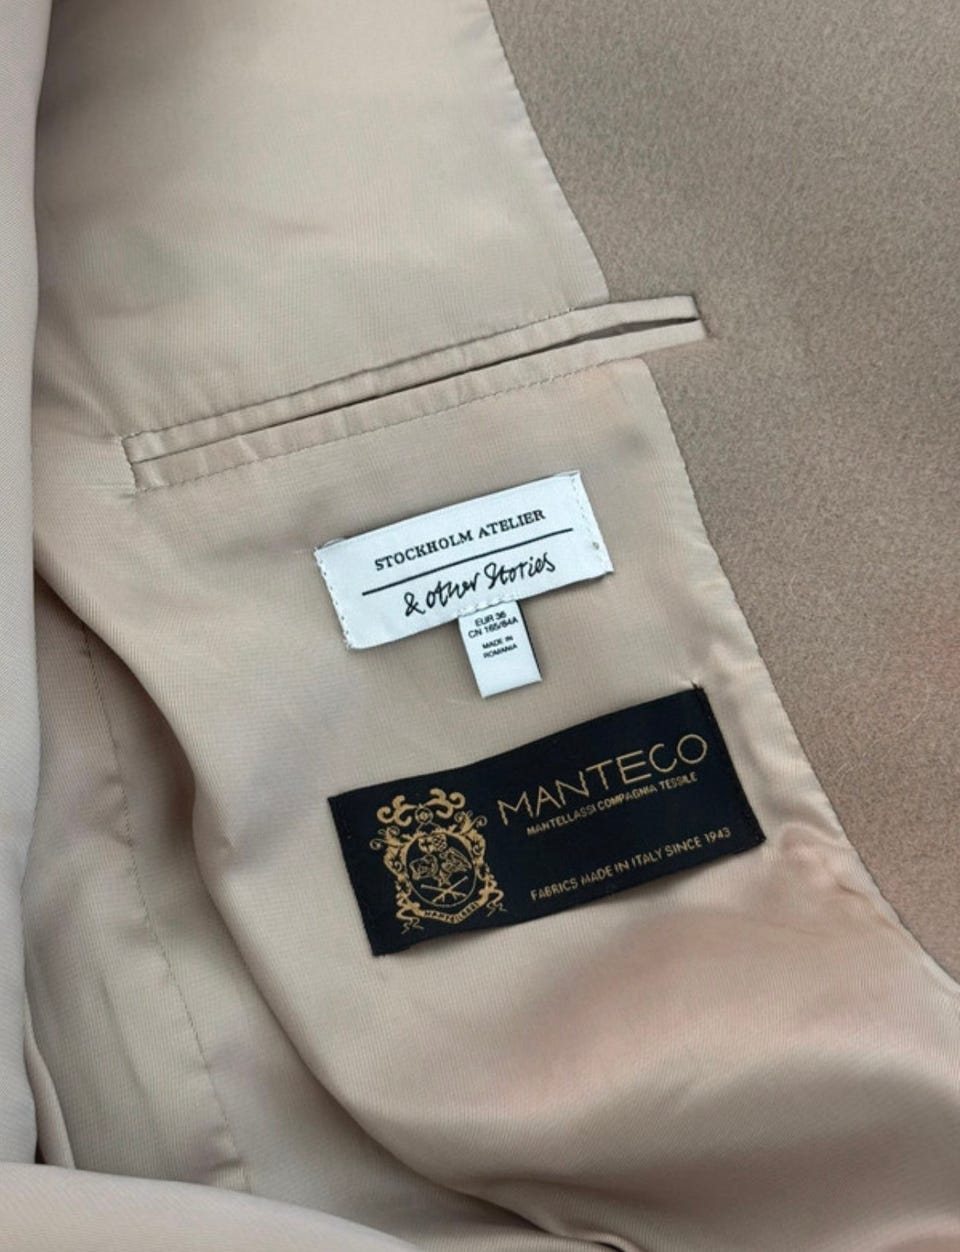 STOCKHOLM ATELIER
& other Stories
EUR 36
CN 165/84A
MADE IN
ROMANIA
MANTECO
MANTELLASSI COMPAGNIA TESSILE
FABRICS MADE IN ITALY SINCE 1943
MANTELLASSI